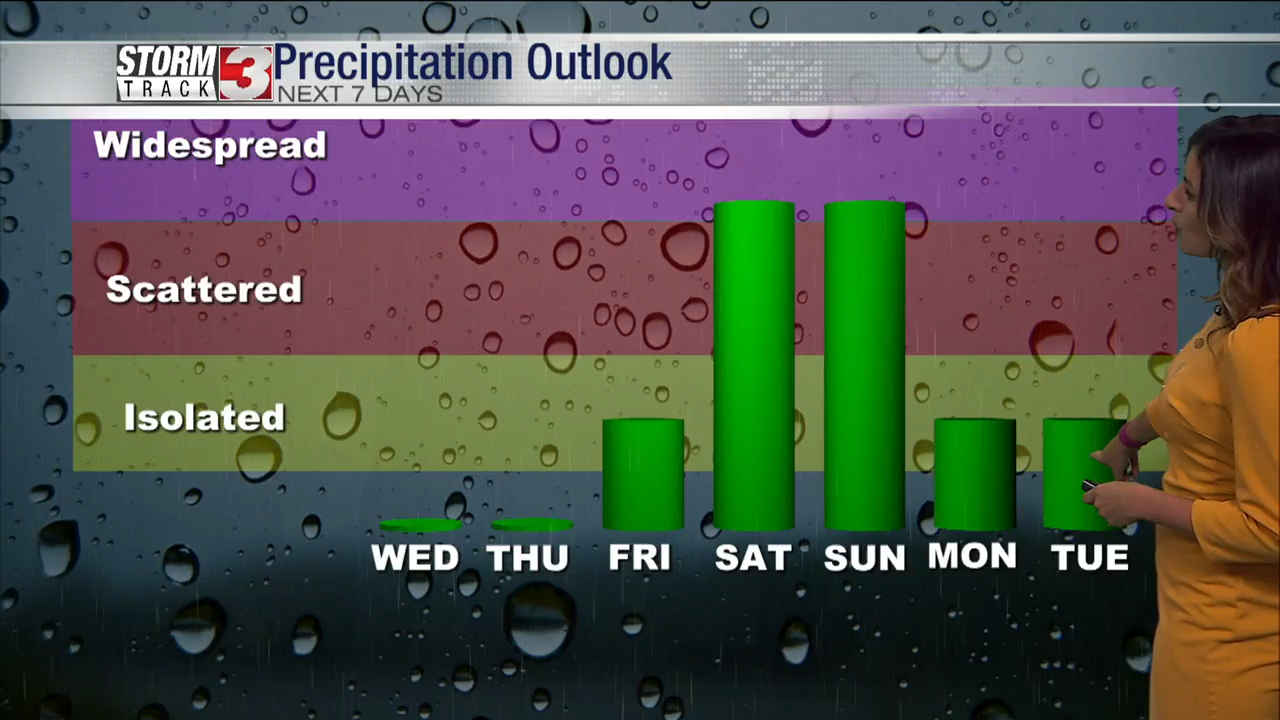 STORM
TRACK 3
Precipitation Outlook
NEXT 7 DAYS
Widespread
Scattered
Isolated
WED THU FRI SAT SUN MON TUE